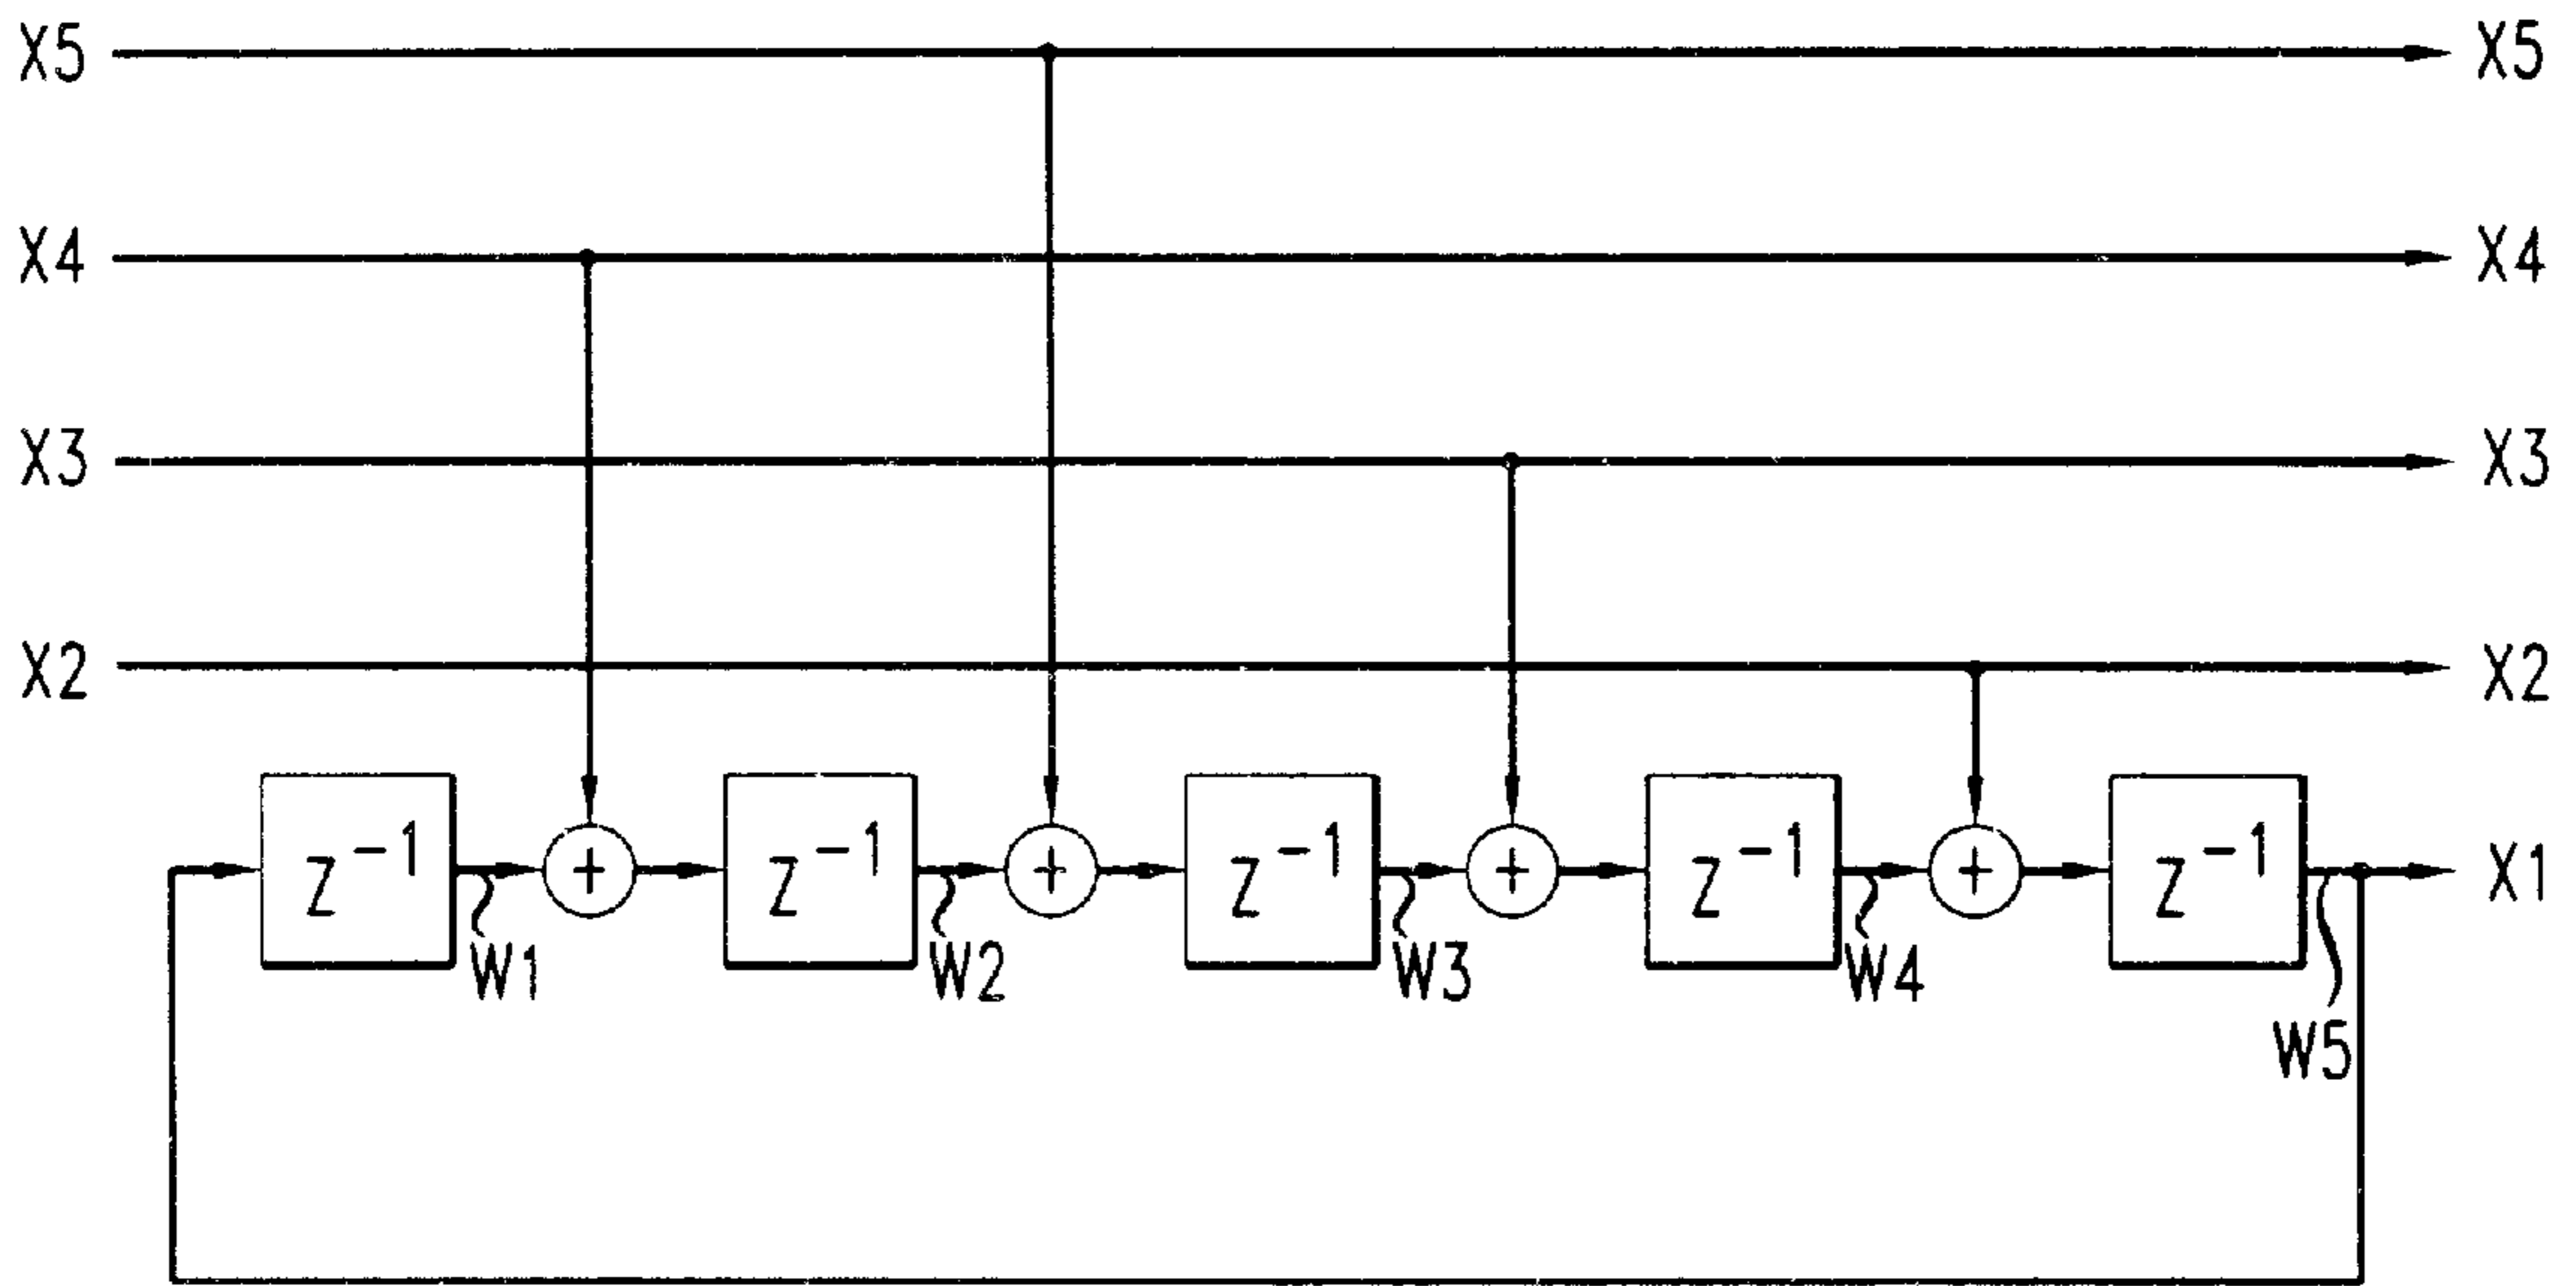 X5 X5
X4 X4
X3 X3
X2 X2
z⁻¹ + z⁻¹ + z⁻¹ + z⁻¹ + z⁻¹ X1
W1 W2 W3 W4
W5